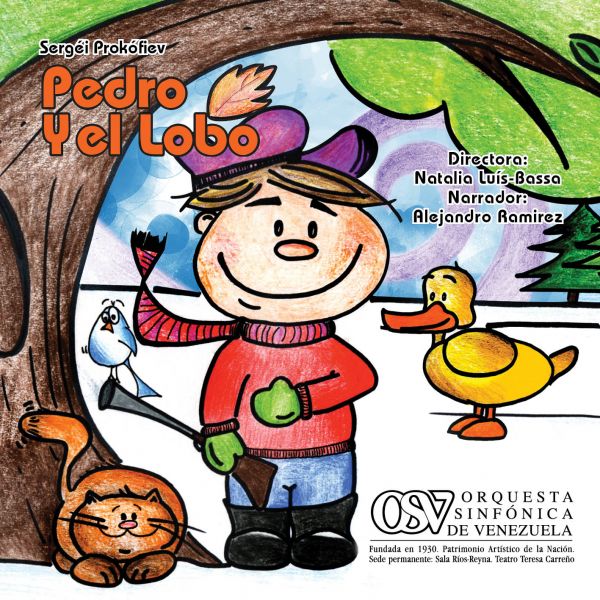 Sergéi Prokófiev
Pedro
Y el Lobo
Directora:
Natalia Luís-Bassa
Narrador:
Alejandro Ramirez
OSV
ORQUESTA
SINFÓNICA
DE VENEZUELA
Fundada en 1930. Patrimonio Artístico de la Nación.
Sede permanente: Sala Ríos-Reyna. Teatro Teresa Carreño